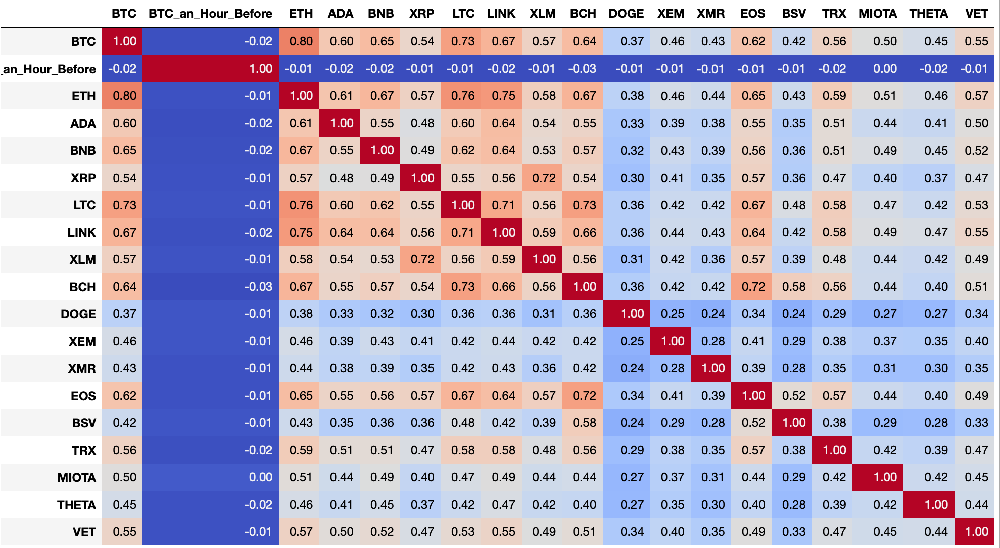 BTC BTC_an_Hour_Before ETH ADA BNB XRP LTC LINK XLM BCH DOGE XEM XMR EOS BSV TRX MIOTA THETA VET
BTC 1.00 -0.02 0.80 0.60 0.65 0.54 0.73 0.67 0.57 0.64 0.37 0.46 0.43 0.62 0.42 0.56 0.50 0.45 0.55
_an_Hour_Before -0.02 1.00 -0.01 -0.02 -0.02 -0.01 -0.01 -0.02 -0.01 -0.03 -0.01 -0.01 -0.01 -0.01 -0.01 -0.02 0.00 -0.02 -0.01
ETH 0.80 -0.01 1.00 0.61 0.67 0.57 0.76 0.75 0.58 0.67 0.38 0.46 0.44 0.65 0.43 0.59 0.51 0.46 0.57
ADA 0.60 -0.02 0.61 1.00 0.55 0.48 0.60 0.64 0.54 0.55 0.33 0.39 0.38 0.55 0.35 0.51 0.44 0.41 0.50
BNB 0.65 -0.02 0.67 0.55 1.00 0.49 0.62 0.64 0.53 0.57 0.32 0.43 0.39 0.56 0.36 0.51 0.49 0.45 0.52
XRP 0.54 -0.01 0.57 0.48 0.49 1.00 0.55 0.56 0.72 0.54 0.30 0.41 0.35 0.57 0.36 0.47 0.40 0.37 0.47
LTC 0.73 -0.01 0.76 0.60 0.62 0.55 1.00 0.71 0.56 0.73 0.36 0.42 0.42 0.67 0.48 0.58 0.47 0.42 0.53
LINK 0.67 -0.02 0.75 0.64 0.64 0.56 0.71 1.00 0.59 0.66 0.36 0.44 0.43 0.64 0.42 0.58 0.49 0.47 0.55
XLM 0.57 -0.01 0.58 0.54 0.53 0.72 0.56 0.59 1.00 0.56 0.31 0.42 0.36 0.57 0.39 0.48 0.44 0.42 0.49
BCH 0.64 -0.03 0.67 0.55 0.57 0.54 0.73 0.66 0.56 1.00 0.36 0.42 0.42 0.72 0.58 0.56 0.44 0.40 0.51
DOGE 0.37 -0.01 0.38 0.33 0.32 0.30 0.36 0.36 0.31 0.36 1.00 0.25 0.24 0.34 0.24 0.29 0.27 0.27 0.34
XEM 0.46 -0.01 0.46 0.39 0.43 0.41 0.42 0.44 0.42 0.42 0.25 1.00 0.28 0.41 0.29 0.38 0.37 0.35 0.40
XMR 0.43 -0.01 0.44 0.38 0.39 0.35 0.42 0.43 0.36 0.42 0.24 0.28 1.00 0.39 0.28 0.35 0.31 0.30 0.35
EOS 0.62 -0.01 0.65 0.55 0.56 0.57 0.67 0.64 0.57 0.72 0.34 0.41 0.39 1.00 0.52 0.57 0.44 0.40 0.49
BSV 0.42 -0.01 0.43 0.35 0.36 0.36 0.48 0.42 0.39 0.58 0.24 0.29 0.28 0.52 1.00 0.38 0.29 0.28 0.33
TRX 0.56 -0.02 0.59 0.51 0.51 0.47 0.58 0.58 0.48 0.56 0.29 0.38 0.35 0.57 0.38 1.00 0.42 0.39 0.47
MIOTA 0.50 0.00 0.51 0.44 0.49 0.40 0.47 0.49 0.44 0.44 0.27 0.37 0.31 0.44 0.29 0.42 1.00 0.42 0.45
THETA 0.45 -0.02 0.46 0.41 0.45 0.37 0.42 0.47 0.42 0.40 0.27 0.35 0.30 0.40 0.28 0.39 0.42 1.00 0.44
VET 0.55 -0.01 0.57 0.50 0.52 0.47 0.53 0.55 0.49 0.51 0.34 0.40 0.35 0.49 0.33 0.47 0.45 0.44 1.00